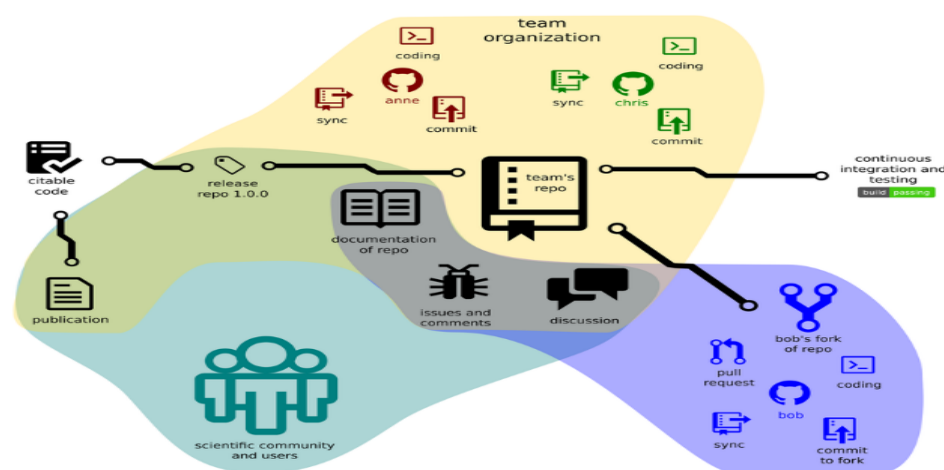 team
organization
coding
coding
anne
chris
sync
sync
commit
commit
citable
code
release
repo 1.0.0
team's
repo
continuous
integration and
testing
build passing
documentation
of repo
publication
issues and
comments
discussion
bob's fork
of repo
pull
request
coding
bob
scientific community
and users
sync
commit
to fork